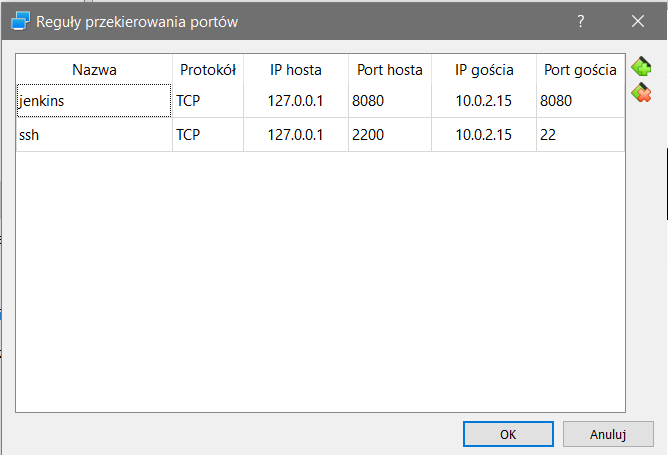 Reguły przekierowania portów ?
Nazwa Protokół IP hosta Port hosta IP gościa Port gościa
jenkins TCP 127.0.0.1 8080 10.0.2.15 8080
ssh TCP 127.0.0.1 2200 10.0.2.15 22
OK Anuluj